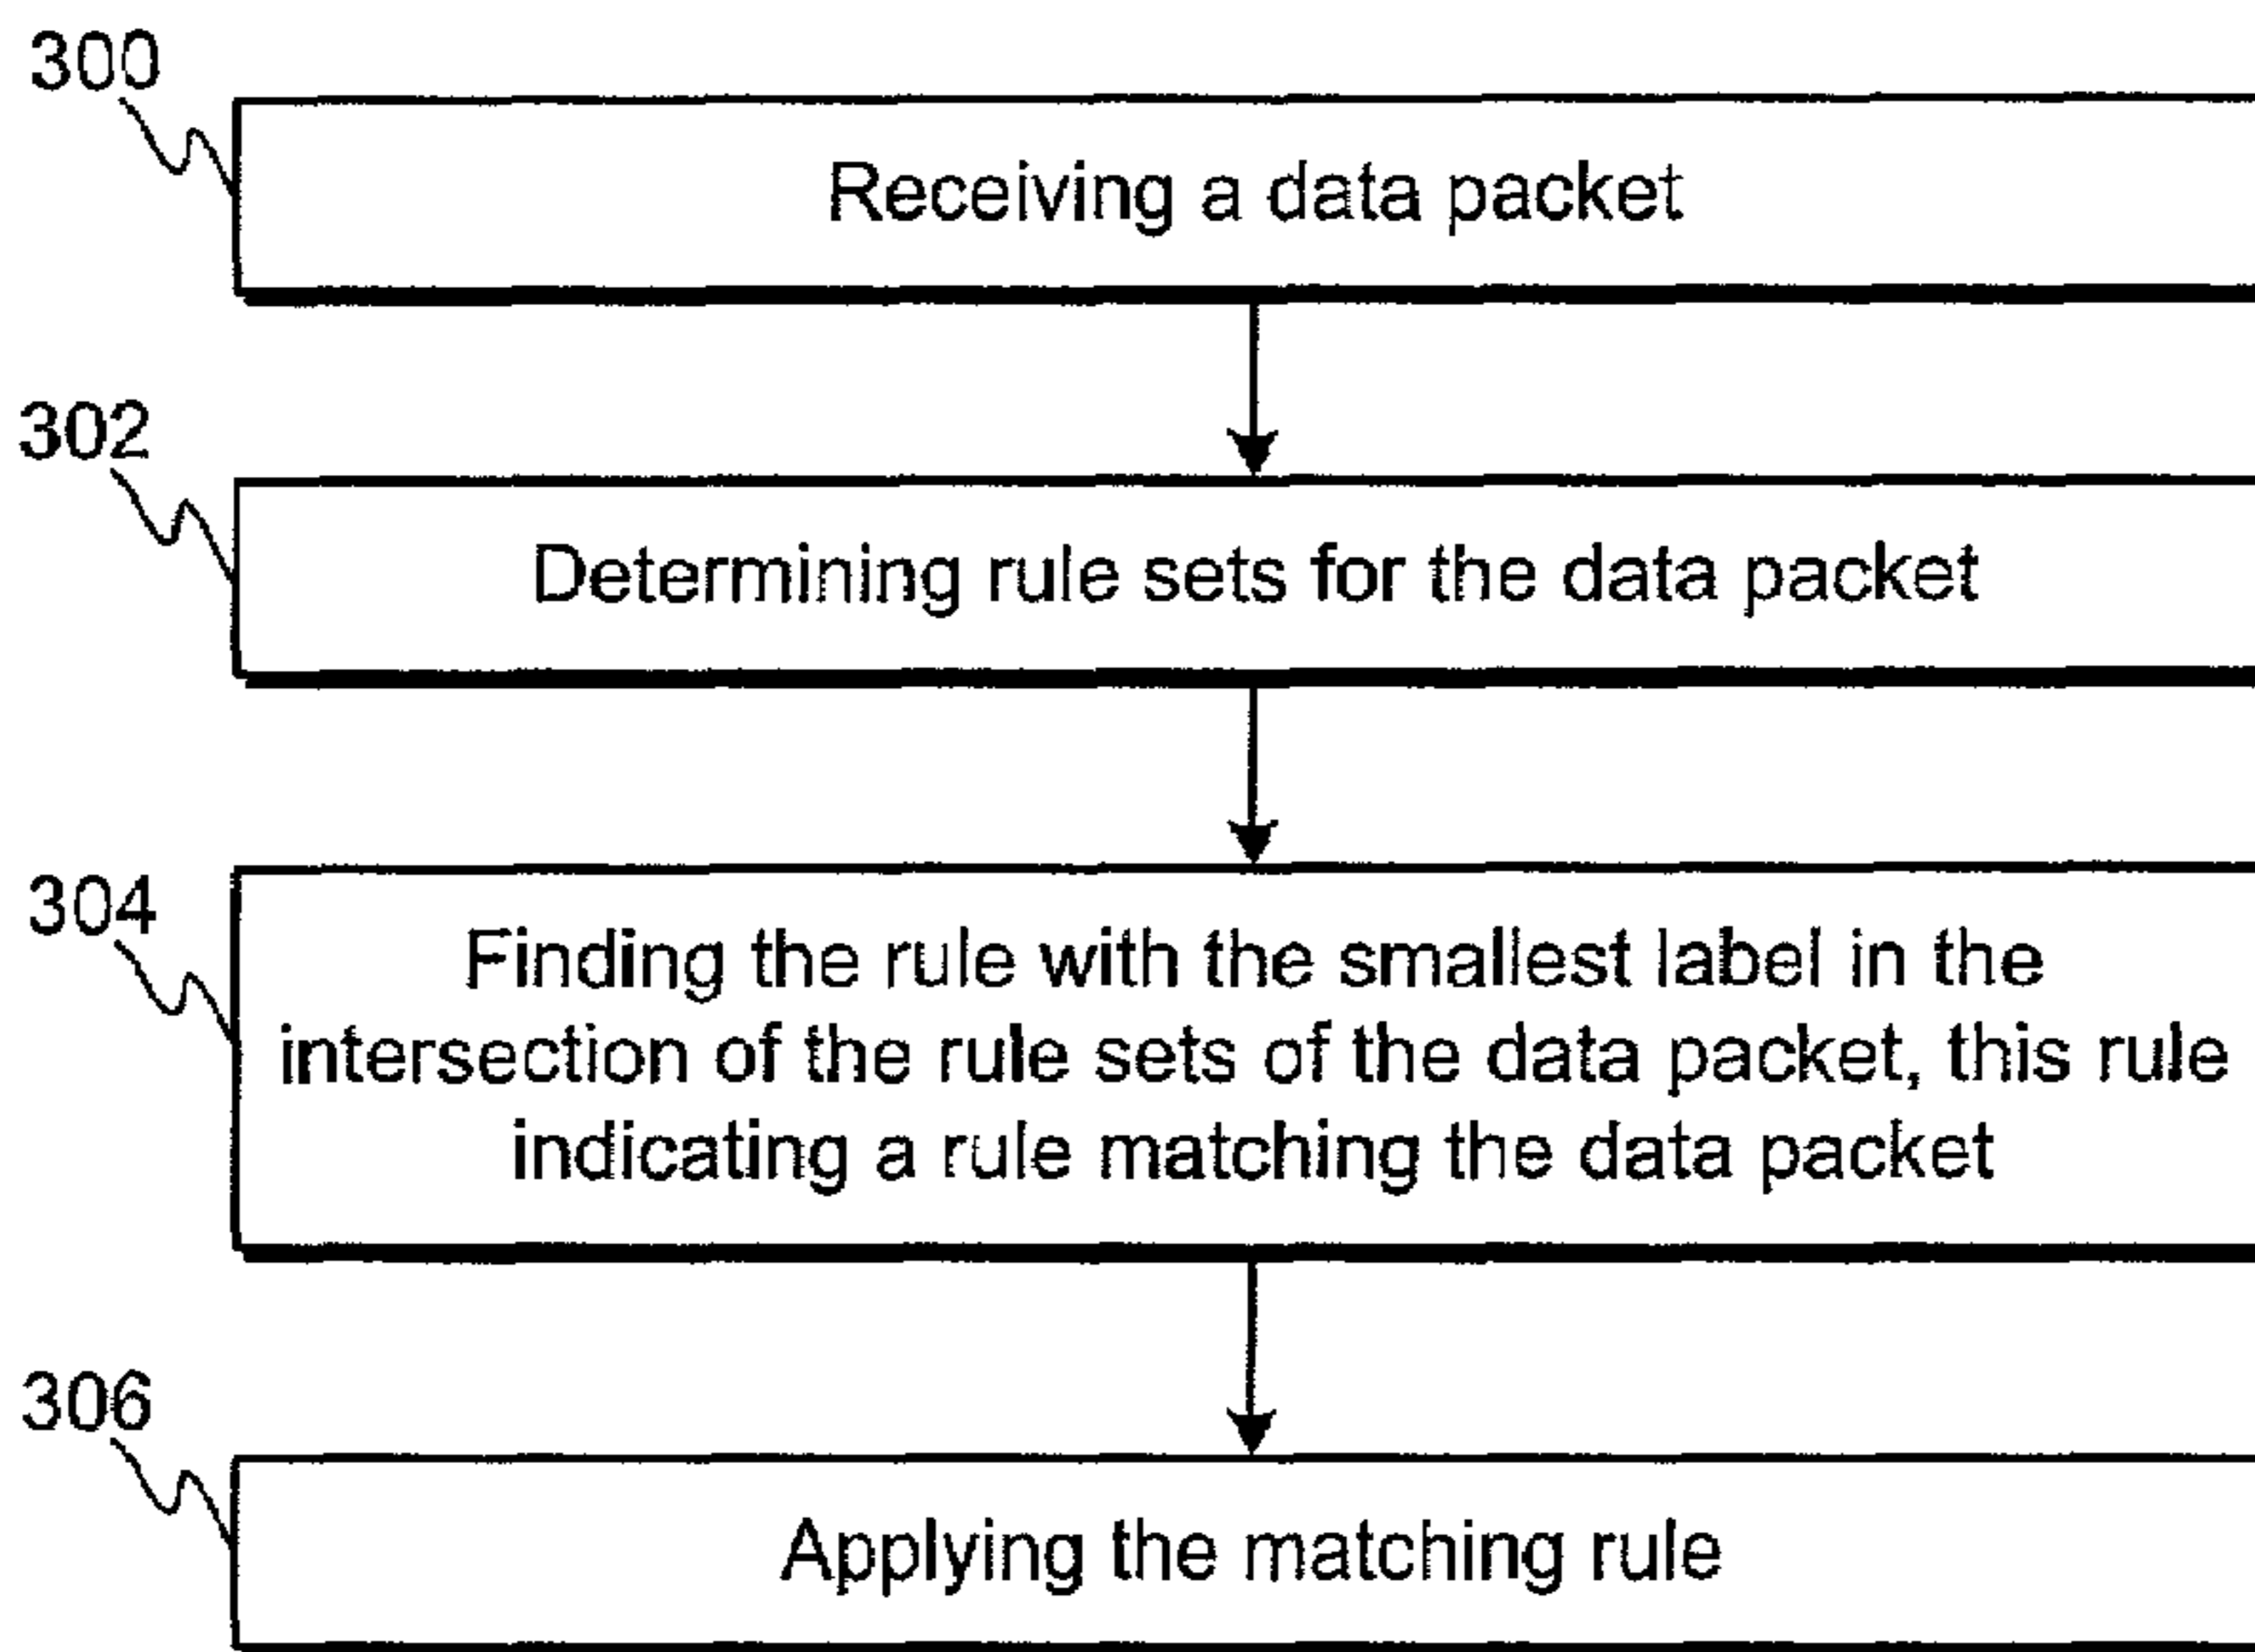 300
Receiving a data packet
302
Determining rule sets for the data packet
304
Finding the rule with the smallest label in the
intersection of the rule sets of the data packet, this rule
indicating a rule matching the data packet
306
Applying the matching rule